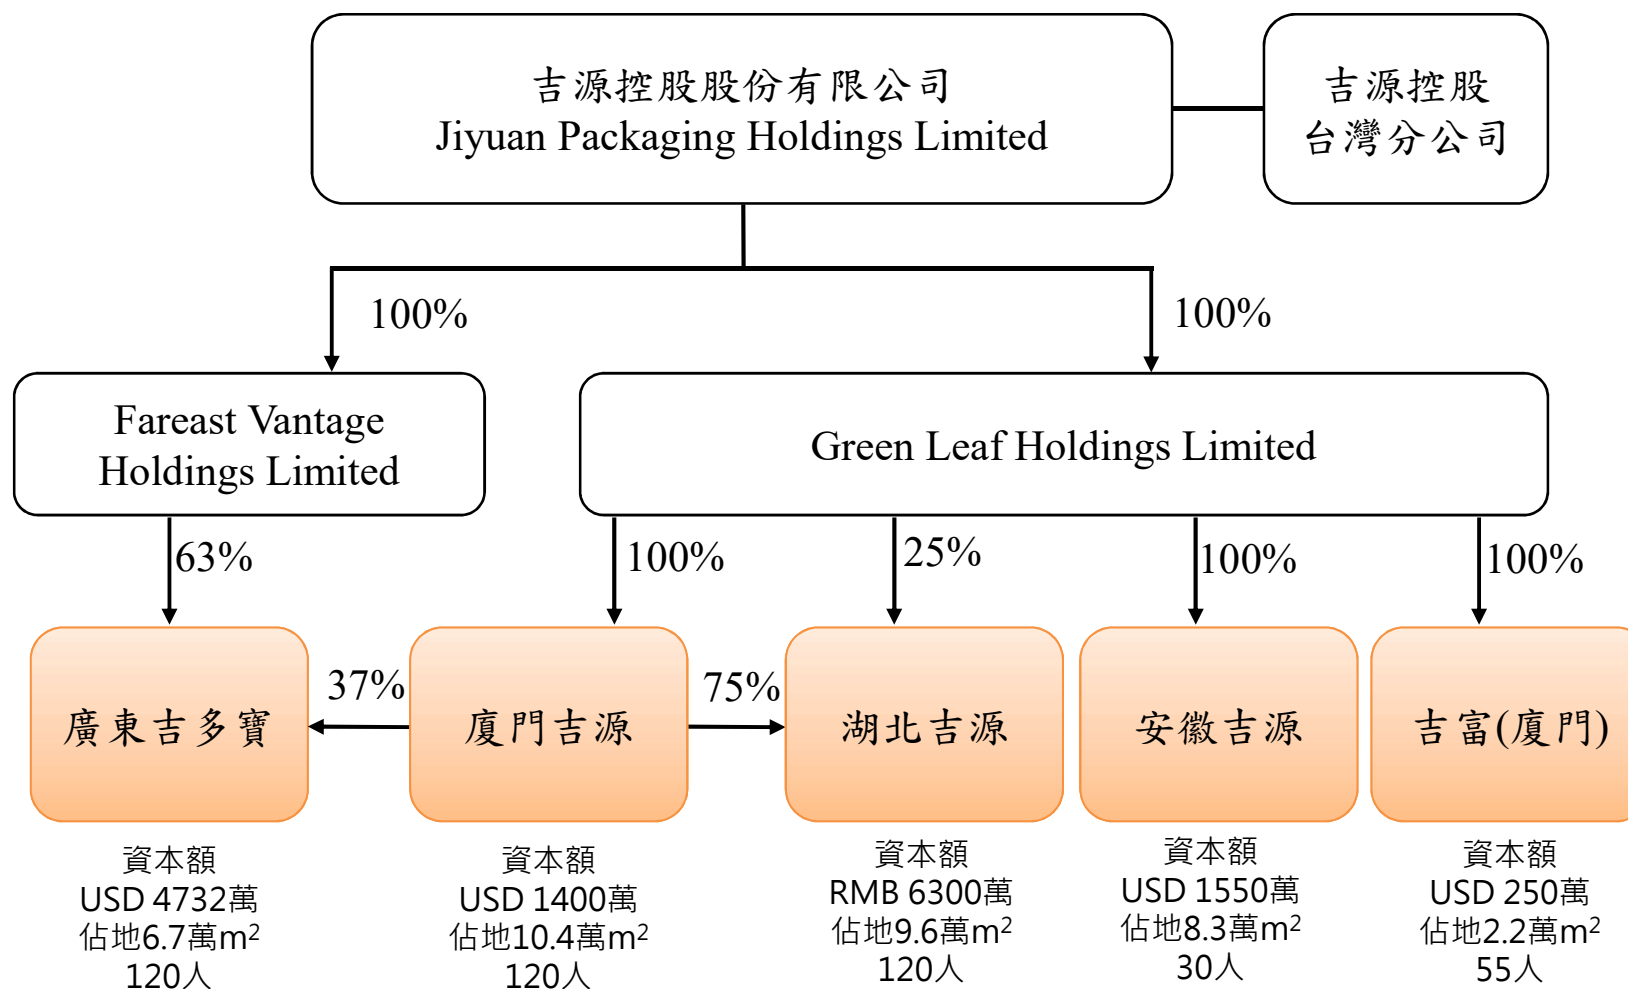 吉源控股股份有限公司
Jiyuan Packaging Holdings Limited
吉源控股
台灣分公司
100%
100%
Fareast Vantage
Holdings Limited
Green Leaf Holdings Limited
63%
100%
25%
100%
100%
廣東吉多寶
37%
廈門吉源
75%
湖北吉源
安徽吉源
吉富(廈門)
資本額
USD 4732萬
佔地6.7萬m²
120人
資本額
USD 1400萬
佔地10.4萬m²
120人
資本額
RMB 6300萬
佔地9.6萬m²
120人
資本額
USD 1550萬
佔地8.3萬m²
30人
資本額
USD 250萬
佔地2.2萬m²
55人